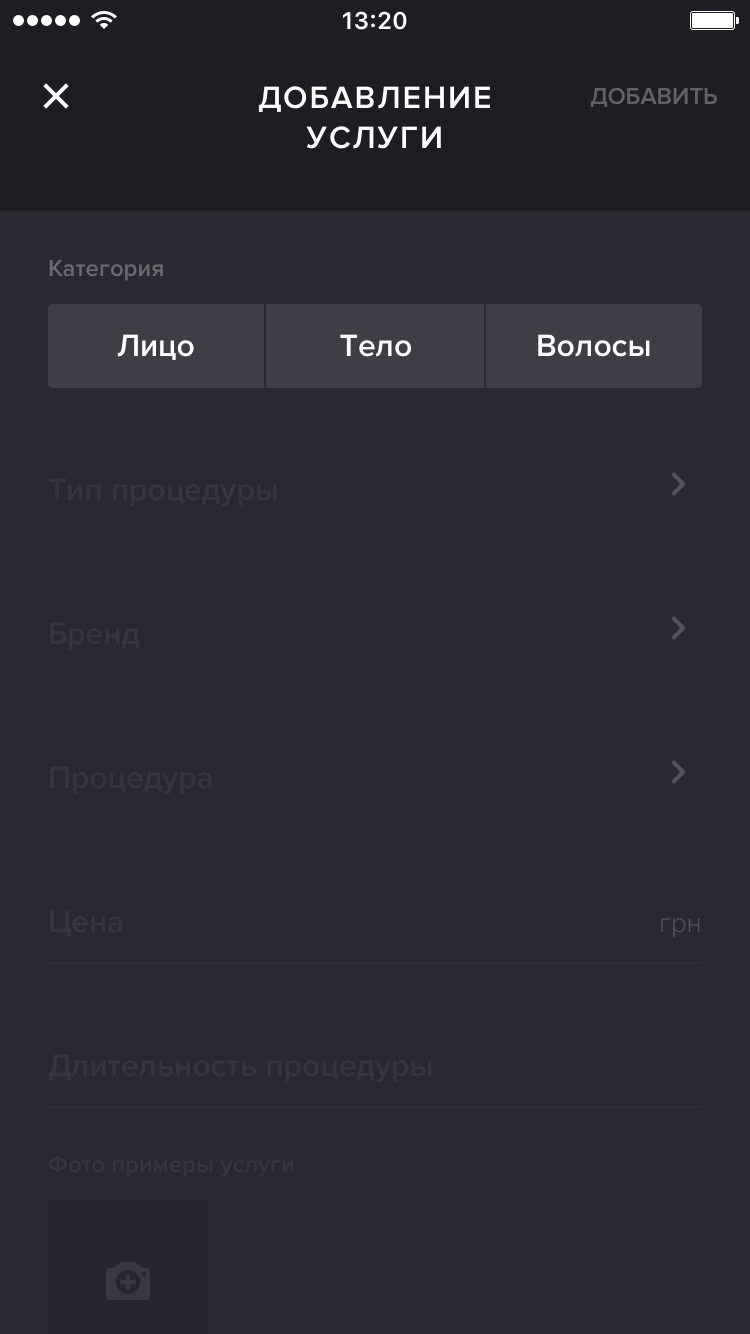 13:20
ДОБАВЛЕНИЕ
УСЛУГИ
ДОБАВИТЬ
Категория
Лицо
Тело
Волосы
Тип процедуры
Бренд
Процедура
Цена
грн
Длительность процедуры
Фото примеры услуги